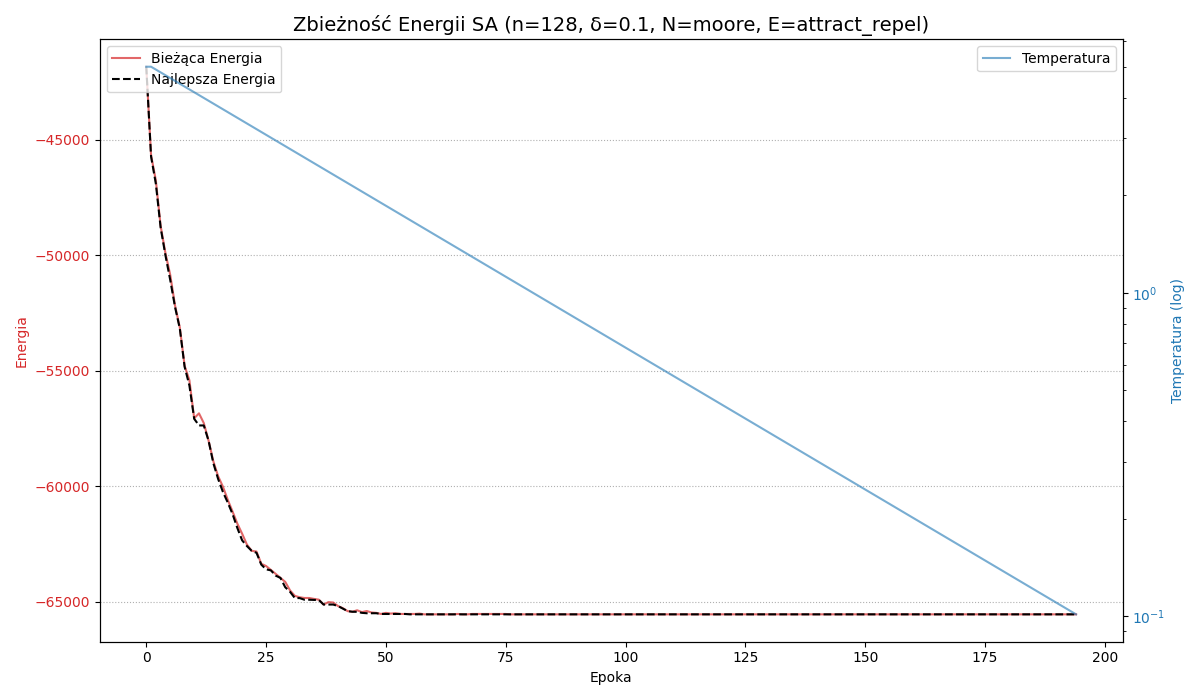 Zbieżność Energii SA (n=128, δ=0.1, N=moore, E=attract_repel)
Bieżąca Energia
Najlepsza Energia
Temperatura
−45000
−50000
−55000
−60000
−65000
Energia
10⁰
10⁻¹
Temperatura (log)
0 25 50 75 100 125 150 175 200
Epoka